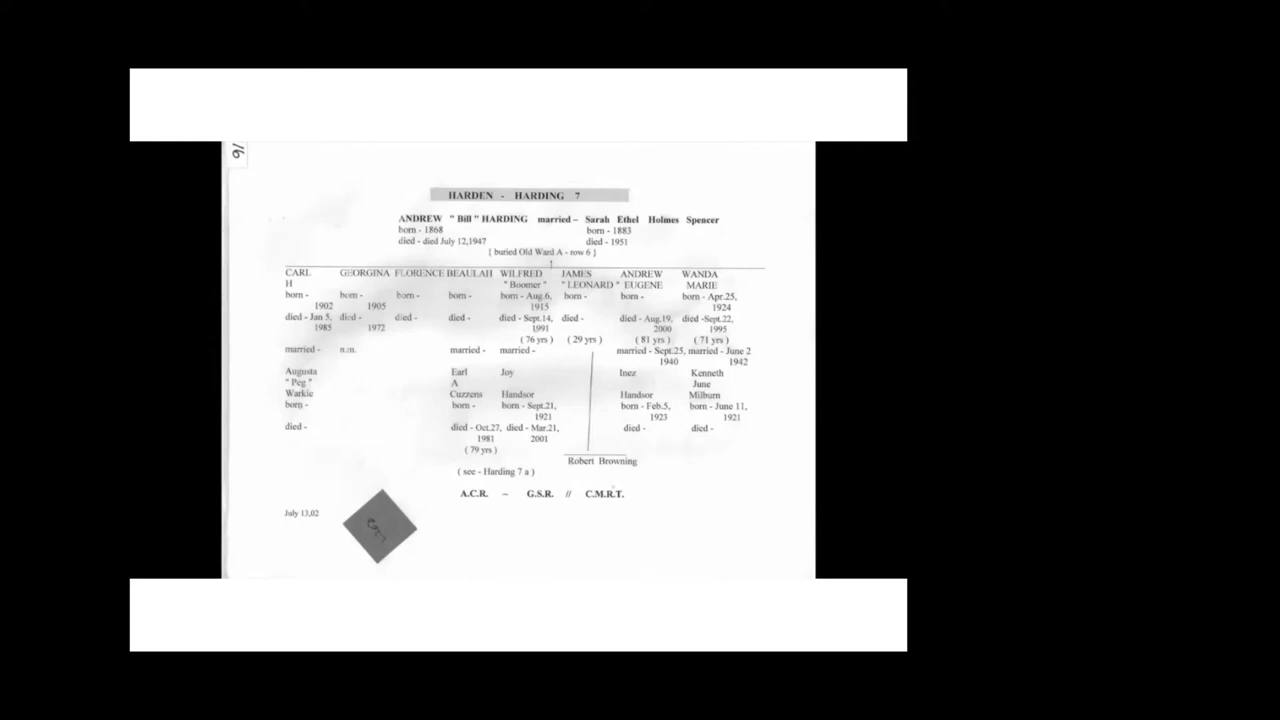 16
HARDEN - HARDING 7
ANDREW " Bill " HARDING married – Sarah Ethel Holmes Spencer
born - 1868 born - 1883
died - died July 12,1947 died - 1951
[ buried Old Ward A - row 6 ]
CARL GEORGINA FLORENCE BEAULAH WILFRED JAMES ANDREW WANDA
H " Boomer " " LEONARD " EUGENE MARIE
born - born- born - born - born - Aug.6, born - born - born - Apr.25,
1902 1905 1915 1924
died - Jan 5, died - died - died - died - Sept.14, died - died - Aug.19, died -Sept.22,
1985 1972 1991 2000 1995
( 76 yrs ) ( 29 yrs ) ( 81 yrs ) ( 71 yrs )
married - n.m. married - married - married - Sept.25, married - June 2
1940 1942
Augusta Earl Joy Inez Kenneth
" Peg " A June
Warkie Cuzzens Handsor Handsor Milburn
born - born - born - Sept.21, born - Feb.5, born - June 11,
1921 1923 1921
died - died - Oct.27, died - Mar.21, died - died -
1981 2001
( 79 yrs )
Robert Browning
( see - Harding 7 a )
A.C.R. ~ G.S.R. // C.M.R.T.
July 13,02